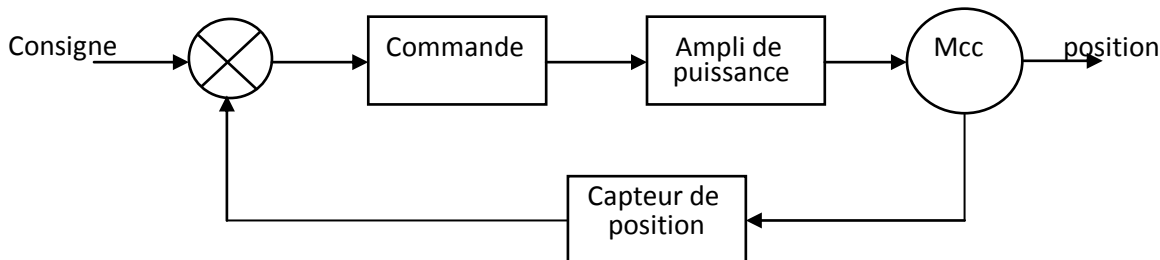 Consigne
Commande
Ampli de
puissance
Mcc
position
Capteur de
position